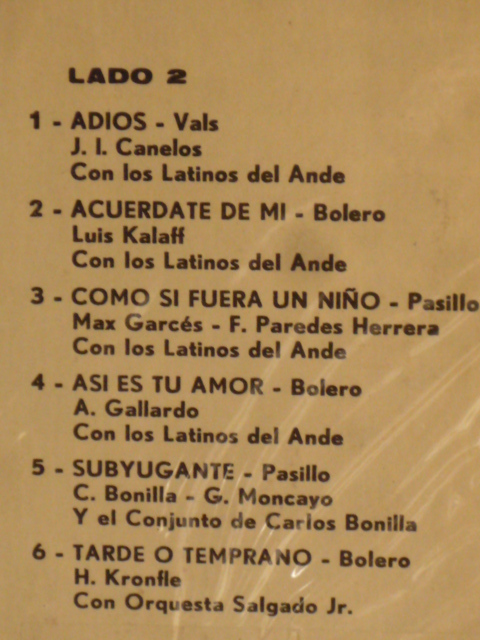 LADO 2
1 - ADIOS - Vals
J. I. Canelos
Con los Latinos del Ande
2 - ACUERDATE DE MI - Bolero
Luis Kalaff
Con los Latinos del Ande
3 - COMO SI FUERA UN NIÑO - Pasillo
Max Garcés - F. Paredes Herrera
Con los Latinos del Ande
4 - ASI ES TU AMOR - Bolero
A. Gallardo
Con los Latinos del Ande
5 - SUBYUGANTE - Pasillo
C. Bonilla - G. Moncayo
Y el Conjunto de Carlos Bonilla
6 - TARDE O TEMPRANO - Bolero
H. Kronfle
Con Orquesta Salgado Jr.